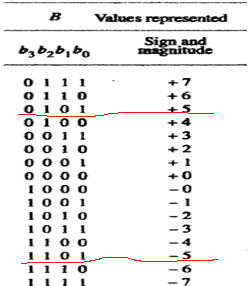 B Values represented
b3 b2 b1 b0 Sign and magnitude
0 1 1 1 + 7
0 1 1 0 + 6
0 1 0 1 + 5
0 1 0 0 + 4
0 0 1 1 + 3
0 0 1 0 + 2
0 0 0 1 + 1
0 0 0 0 + 0
1 0 0 0 - 0
1 0 0 1 - 1
1 0 1 0 - 2
1 0 1 1 - 3
1 1 0 0 - 4
1 1 0 1 - 5
1 1 1 0 - 6
1 1 1 1 - 7